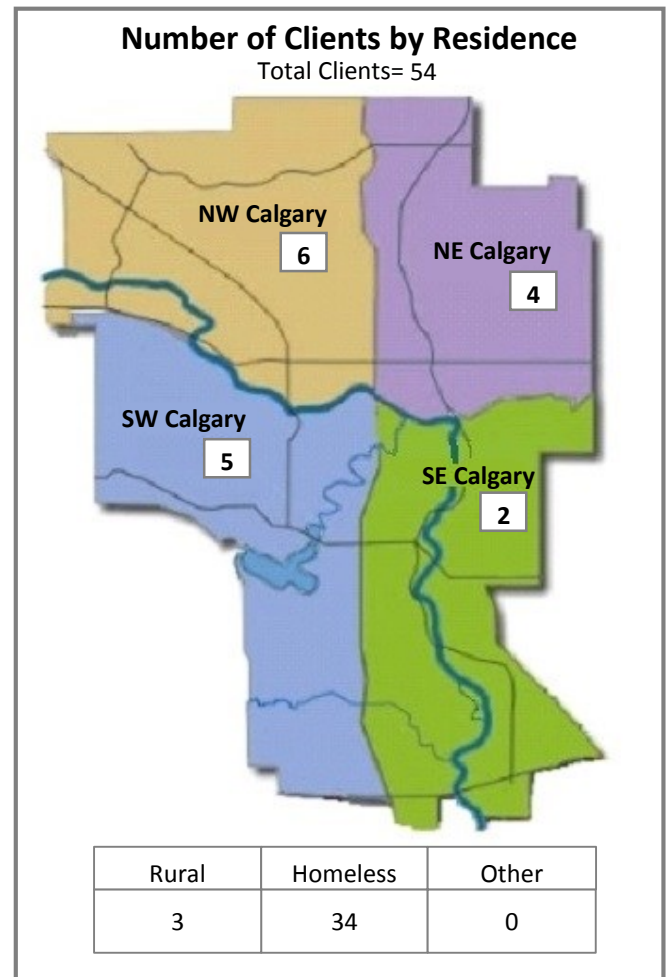 Number of Clients by Residence
Total Clients= 54
NW Calgary
6
NE Calgary
4
SW Calgary
5
SE Calgary
2
Rural Homeless Other
3 34 0